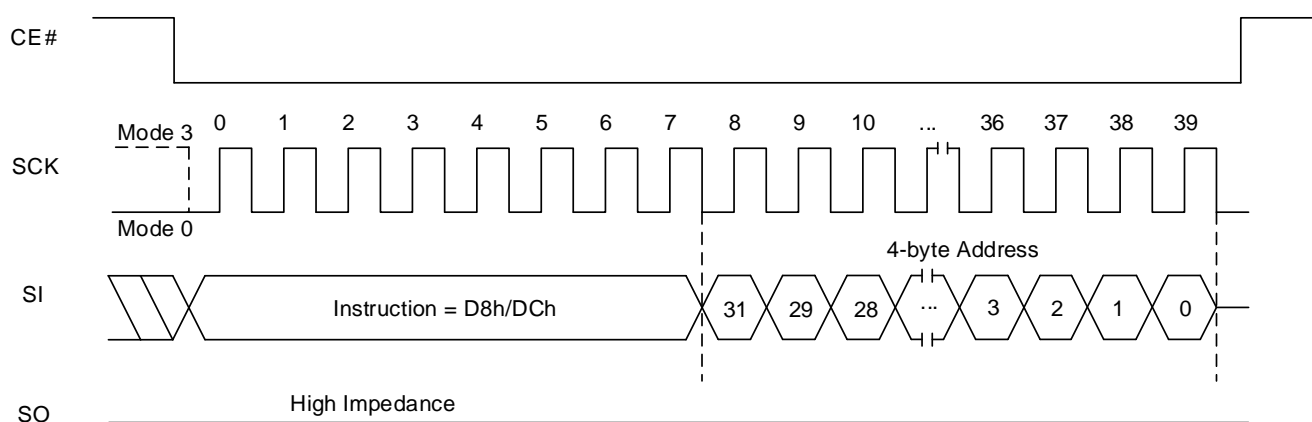 CE#
Mode 3
0 1 2 3 4 5 6 7 8 9 10 ... 36 37 38 39
SCK
Mode 0
4-byte Address
SI
Instruction = D8h/DCh
31 29 28 ... 3 2 1 0
High Impedance
SO